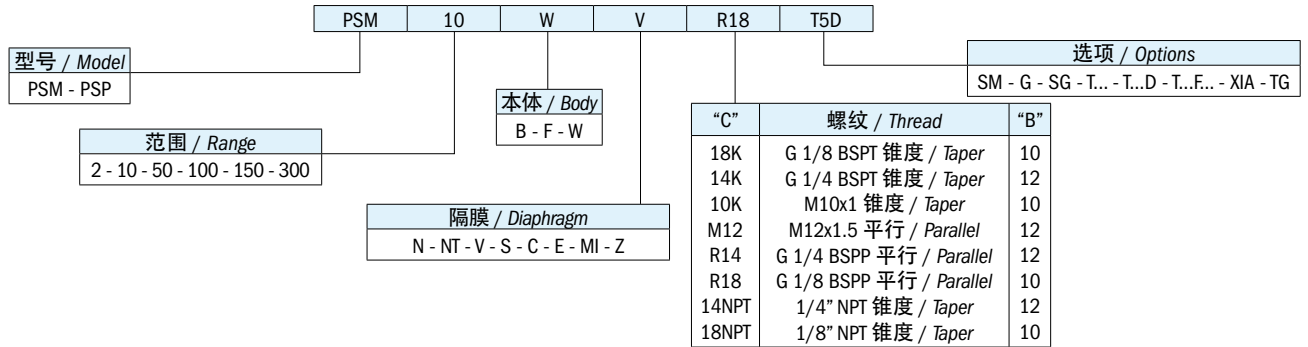 PSM 10 W V R18 T5D
型号 / Model
PSM - PSP
范围 / Range
2 - 10 - 50 - 100 - 150 - 300
本体 / Body
B - F - W
隔膜 / Diaphragm
N - NT - V - S - C - E - MI - Z
选项 / Options
SM - G - SG - T... - T...D - T...F... - XIA - TG
“C” 螺纹 / Thread “B”
18K G 1/8 BSPT 锥度 / Taper 10
14K G 1/4 BSPT 锥度 / Taper 12
10K M10x1 锥度 / Taper 10
M12 M12x1.5 平行 / Parallel 12
R14 G 1/4 BSPP 平行 / Parallel 12
R18 G 1/8 BSPP 平行 / Parallel 10
14NPT 1/4” NPT 锥度 / Taper 12
18NPT 1/8” NPT 锥度 / Taper 10